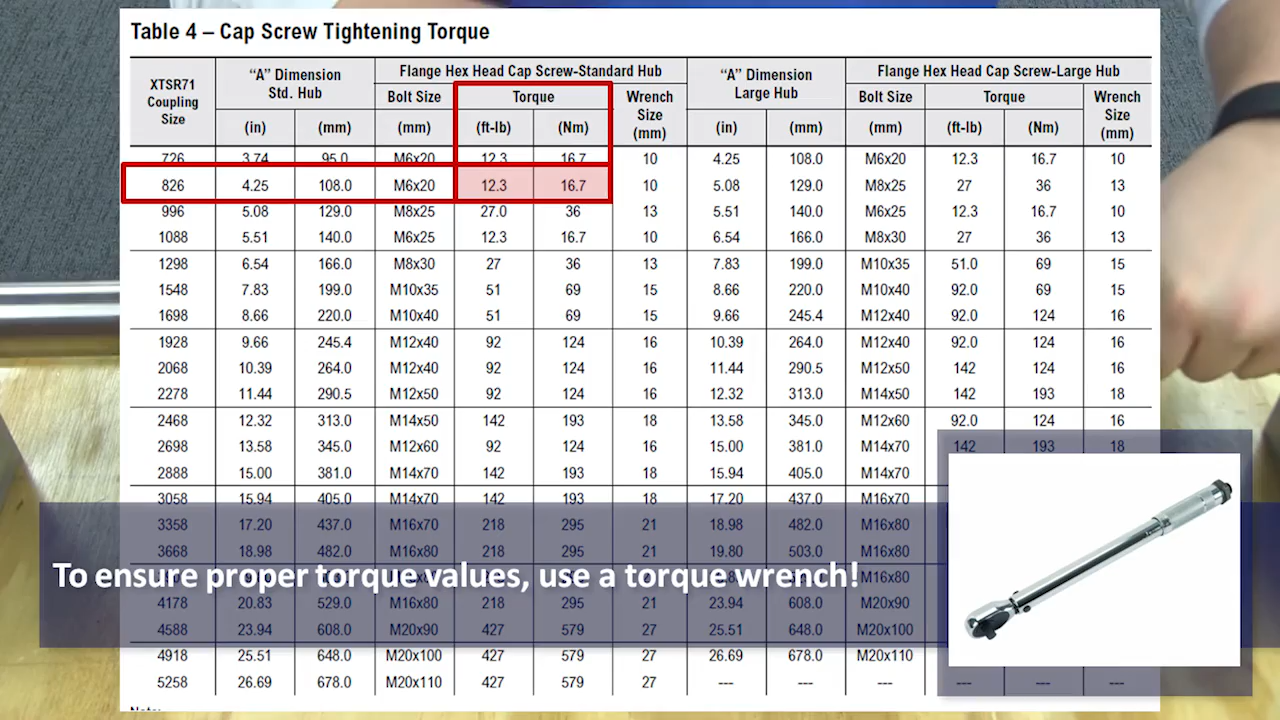 Table 4 – Cap Screw Tightening Torque
XTSR71 Coupling Size "A" Dimension Std. Hub Flange Hex Head Cap Screw-Standard Hub "A" Dimension Large Hub Flange Hex Head Cap Screw-Large Hub
Bolt Size Torque Wrench Size (mm) Bolt Size Torque Wrench Size (mm)
(in) (mm) (mm) (ft-lb) (Nm) (in) (mm) (mm) (ft-lb) (Nm)
726 3.74 95.0 M6x20 12.3 16.7 10 4.25 108.0 M6x20 12.3 16.7 10
826 4.25 108.0 M6x20 12.3 16.7 10 5.08 129.0 M8x25 27 36 13
996 5.08 129.0 M8x25 27.0 36 13 5.51 140.0 M6x25 12.3 16.7 10
1088 5.51 140.0 M6x25 12.3 16.7 10 6.54 166.0 M8x30 27 36 13
1298 6.54 166.0 M8x30 27 36 13 7.83 199.0 M10x35 51.0 69 15
1548 7.83 199.0 M10x35 51 69 15 8.66 220.0 M10x40 92.0 69 15
1698 8.66 220.0 M10x40 51 69 15 9.66 245.4 M12x40 92.0 124 16
1928 9.66 245.4 M12x40 92 124 16 10.39 264.0 M12x40 92.0 124 16
2068 10.39 264.0 M12x40 92 124 16 11.44 290.5 M12x50 142 124 16
2278 11.44 290.5 M12x50 92 124 16 12.32 313.0 M14x50 142 193 18
2468 12.32 313.0 M14x50 142 193 18 13.58 345.0 M12x60 92.0 124 16
2698 13.58 345.0 M12x60 92 124 16 15.00 381.0 M14x70 142 193 18
2888 15.00 381.0 M14x70 142 193 18 15.94 405.0 M14x70
3058 15.94 405.0 M14x70 142 193 18 17.20 437.0 M16x70
3358 17.20 437.0 M16x70 218 295 21 18.98 482.0 M16x80
3668 18.98 482.0 M16x80 218 295 21 19.80 503.0 M16x80
To ensure proper torque values, use a torque wrench! M16x80
4178 20.83 529.0 M16x80 218 295 21 23.94 608.0 M20x90
4588 23.94 608.0 M20x90 427 579 27 25.51 648.0 M20x100
4918 25.51 648.0 M20x100 427 579 27 26.69 678.0 M20x110
5258 26.69 678.0 M20x110 427 579 27 --- --- --- --- --- ---